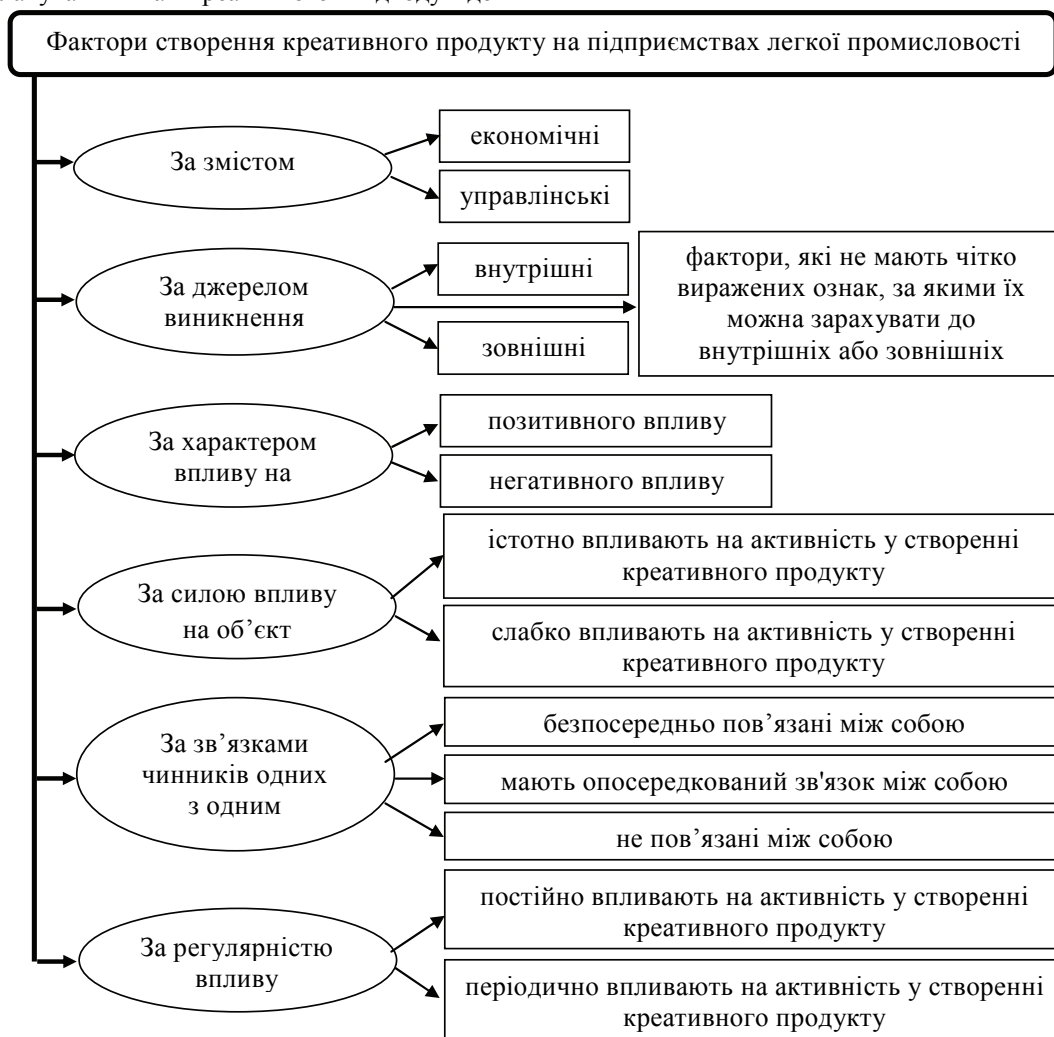 Фактори створення креативного продукту на підприємствах легкої промисловості
За змістом
економічні
управлінські
За джерелом
виникнення
внутрішні
зовнішні
фактори, які не мають чітко
виражених ознак, за якими їх
можна зарахувати до
внутрішніх або зовнішніх
За характером
впливу на
позитивного впливу
негативного впливу
За силою впливу
на об’єкт
істотно впливають на активність у створенні
креативного продукту
слабко впливають на активність у створенні
креативного продукту
За зв’язками
чинників одних
з одним
безпосередньо пов’язані між собою
мають опосередкований зв'язок між собою
не пов’язані між собою
За регулярністю
впливу
постійно впливають на активність у створенні
креативного продукту
періодично впливають на активність у створенні
креативного продукту